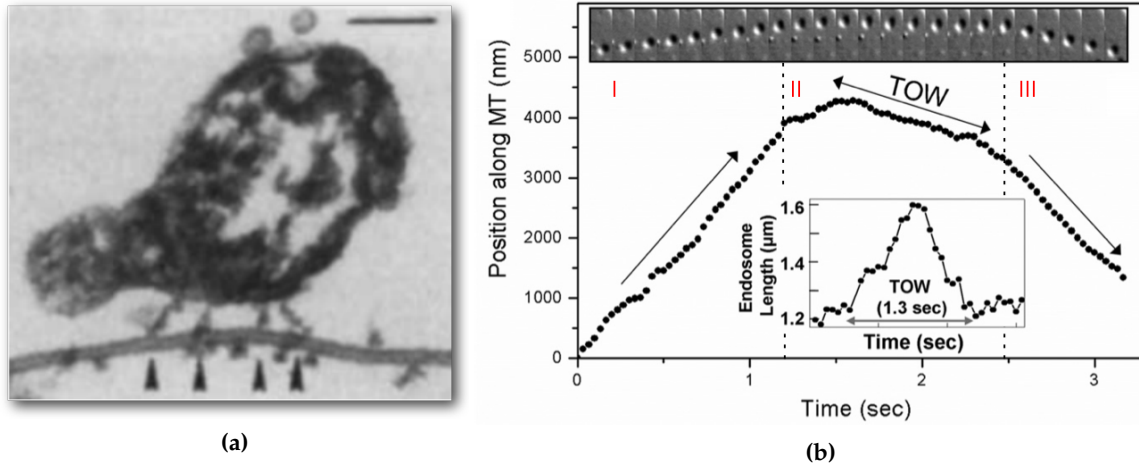 (a)
Position along MT (nm)
5000
4000
3000
2000
1000
0
I
II
III
TOW
Endosome
Length (μm)
1.6
1.4
1.2
TOW
(1.3 sec)
Time (sec)
0
1
2
3
Time (sec)
(b)